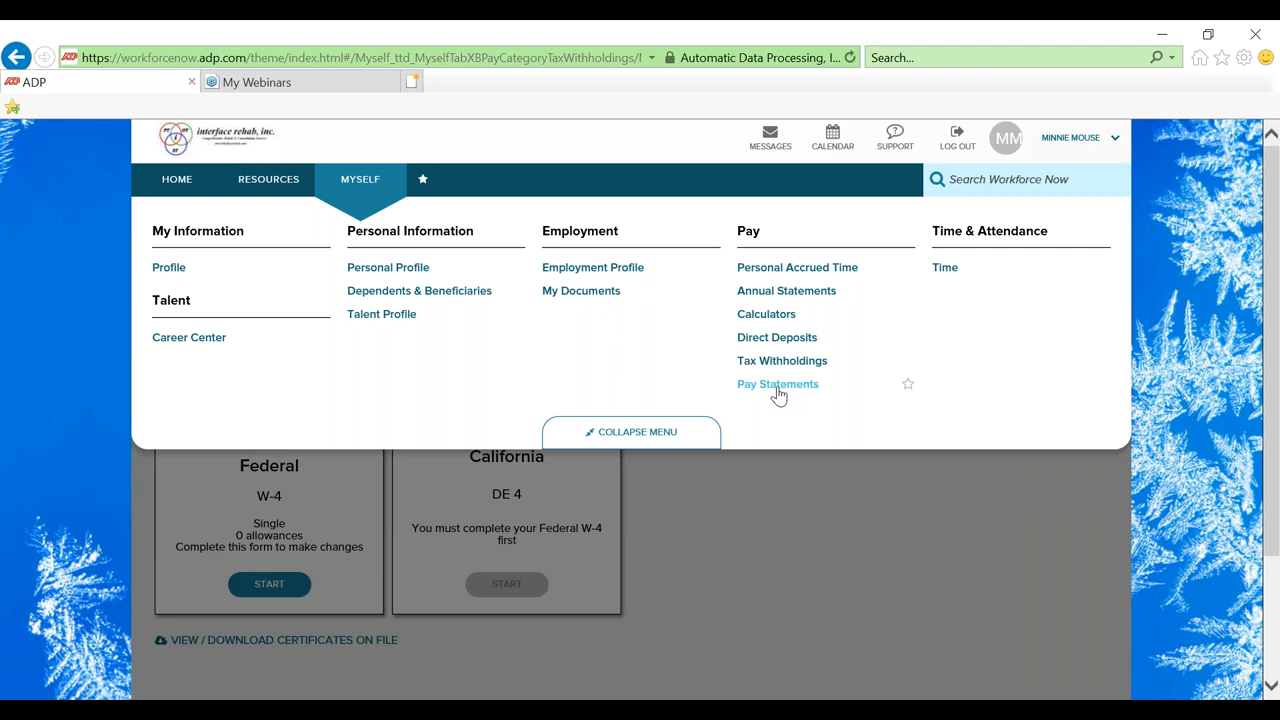 https://workforcenow.adp.com/theme/index.html#/Myself_ttd_MyselfTabXBPayCategoryTaxWithholdings/
Automatic Data Processing, I...
Search...
ADP
My Webinars
interface rehab, inc.
MESSAGES
CALENDAR
SUPPORT
LOG OUT
MM
MINNIE MOUSE
HOME
RESOURCES
MYSELF
Search Workforce Now
My Information
Profile
Talent
Career Center
Personal Information
Personal Profile
Dependents & Beneficiaries
Talent Profile
Employment
Employment Profile
My Documents
Pay
Personal Accrued Time
Annual Statements
Calculators
Direct Deposits
Tax Withholdings
Pay Statements
Time & Attendance
Time
COLLAPSE MENU
Federal
W-4
Single
0 allowances
Complete this form to make changes
START
California
DE 4
You must complete your Federal W-4
first
START
VIEW / DOWNLOAD CERTIFICATES ON FILE